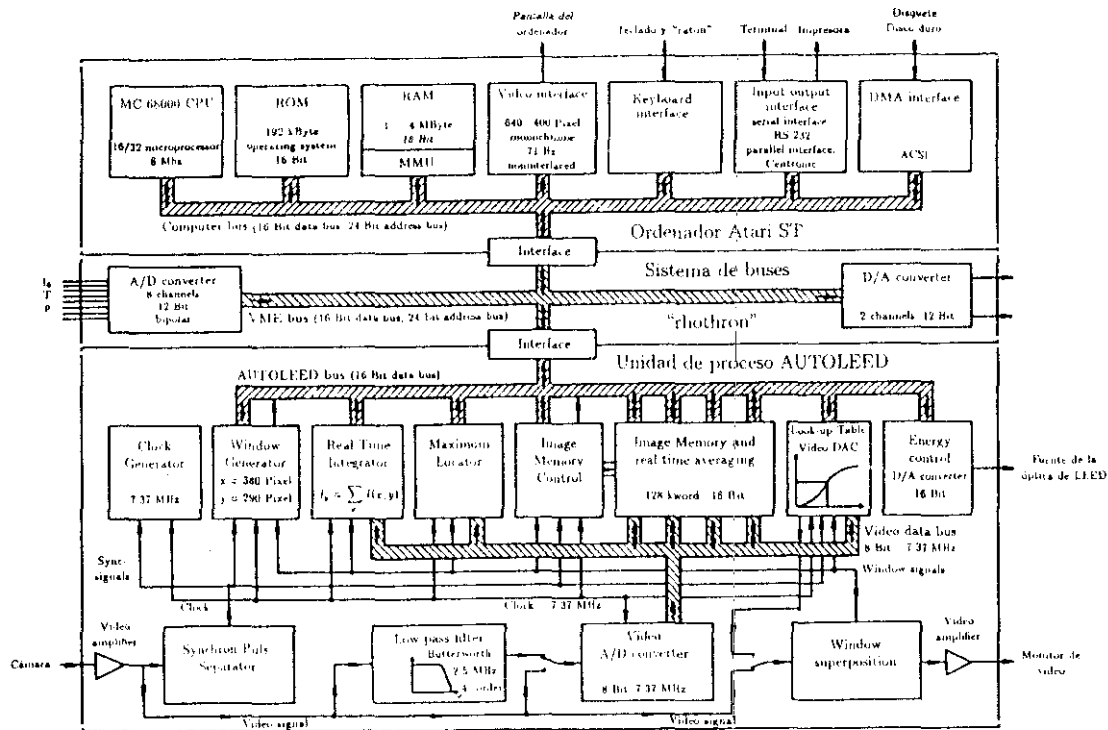 Pantalla del
ordenador
Teclado y "raton"
Terminal
Impresora
Disquete
Disco duro
MC 68000 CPU
16/32 microprocessor
8 Mhz
ROM
192 kByte
operating system
16 Bit
RAM
1 4 MByte
16 Bit
MMU
Video interface
640 400 Pixel
monochrome
71 Hz
noninterlaced
Keyboard
interface
Input output
interface
serial interface
RS 232
parallel interface
Centronic
DMA interface
ACSI
Computer bus (16 Bit data bus, 24 Bit address bus)
Ordenador Atari ST
Interface
T
A/D converter
8 channels
12 Bit
bipolar
Sistema de buses
D/A converter
2 channels 12 Bit
VME bus (16 Bit data bus, 24 bit address bus)
"rhothron"
Interface
Unidad de proceso AUTOLEED
AUTOLEED bus (16 Bit data bus)
Clock
Generator
7.37 MHz
Window
Generator
x = 380 Pixel
y = 290 Pixel
Real Time
Integrator
Maximum
Locator
Image
Memory
Control
Image Memory and
real time averaging
128 kword 16 Bit
Look-up Table
Video DAC
Energy
control
D/A converter
16 Bit
Fuente de la
óptica de LEED
Video data bus
8 Bit 7.37 MHz
Sync-
signals
Window signals
Clock
Clock 7.37 MHz
Video
amplifier
Cámara
Synchron Puls
Separator
Low pass filter
Butterworth
2.5 MHz
4. order
Video
A/D converter
8 Bit 7.37 MHz
Window
superposition
Video
amplifier
Monitor de
video
Video signal
Video signal